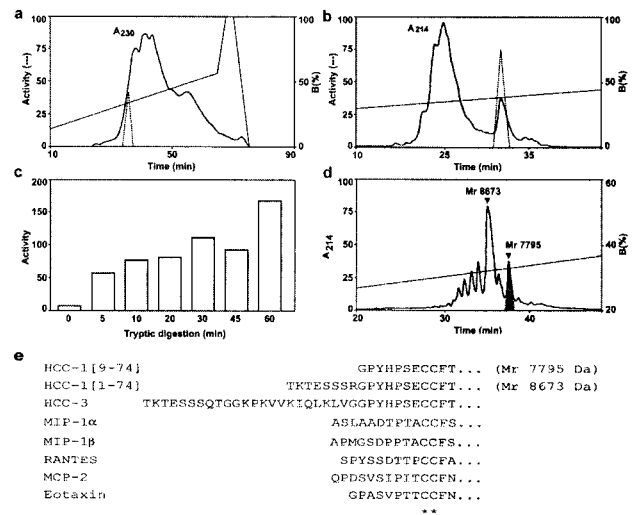 a
A230
Activity (---)
B(%)
100
75
50
25
0
100
50
0
10
50
90
Time (min)
b
A214
Activity (---)
B(%)
100
75
50
25
0
100
50
0
10
25
35
Time (min)
c
Activity
200
150
100
50
0
0 5 10 20 30 45 60
Tryptic digestion (min)
d
Mr 8673
Mr 7795
A214
B(%)
100
75
50
25
0
60
40
20
20
30
40
Time (min)
e
HCC-1[9-74] GPYHPSECCFT... (Mr 7795 Da)
HCC-1[1-74] TKTESSSRGPYHPSECCFT... (Mr 8673 Da)
HCC-3 TKTESSSQTGGKPKVVKIQLKLVGGPYHPSECCFT...
MIP-1α ASLAADTPTACCFS...
MIP-1β APMGSDPPTACCFS...
RANTES SPYSSDTTPCCFA...
MCP-2 QPDSVSIPITCCFN...
Eotaxin GPASVPTTCCFN...
**